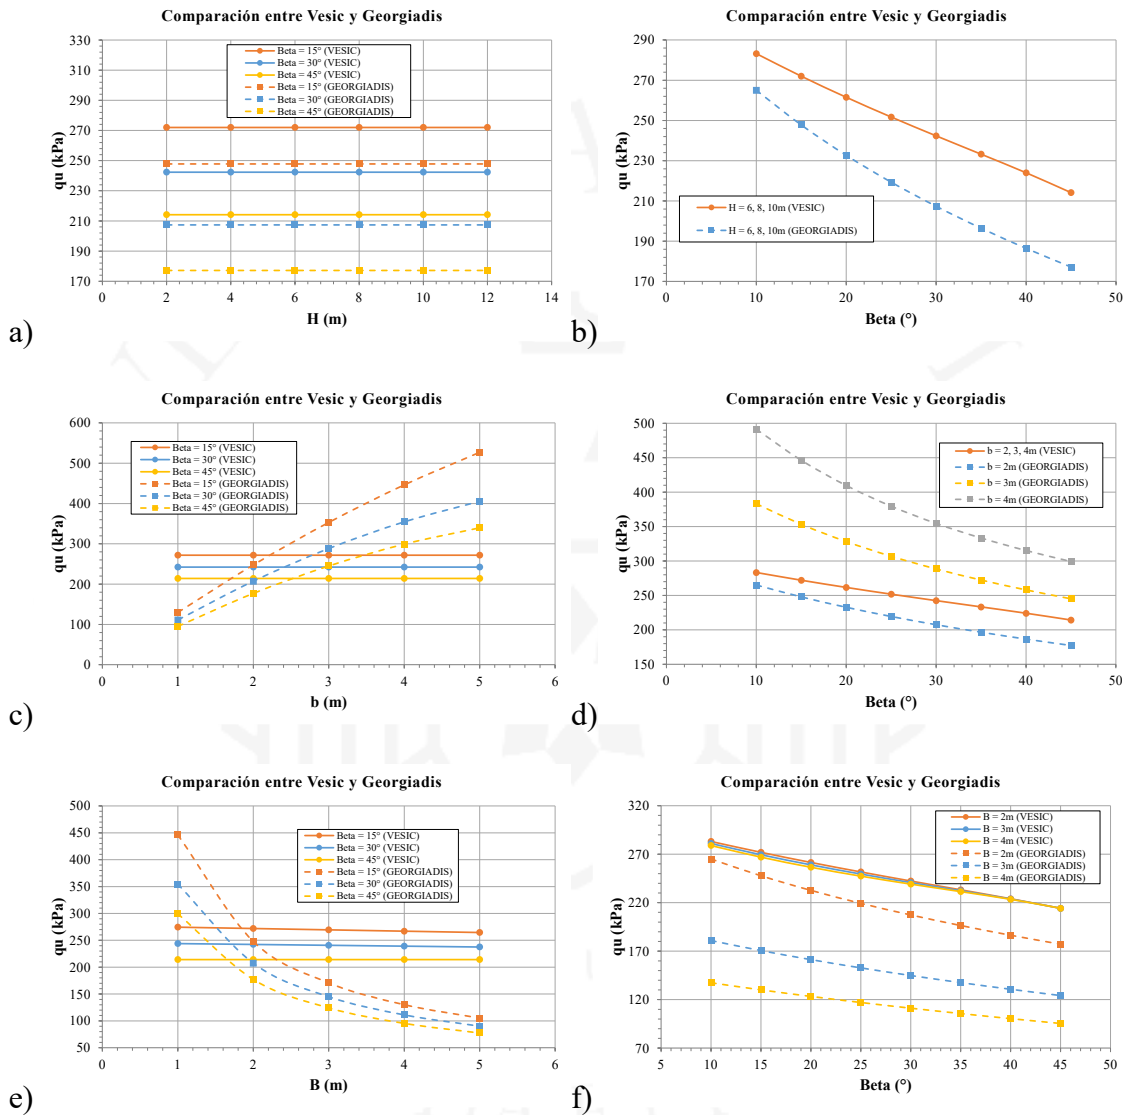 Comparación entre Vesic y Georgiadis
330
310
290
270
250
230
210
190
170
qu (kPa)
Beta = 15° (VESIC)
Beta = 30° (VESIC)
Beta = 45° (VESIC)
Beta = 15° (GEORGIADIS)
Beta = 30° (GEORGIADIS)
Beta = 45° (GEORGIADIS)
0 2 4 6 8 10 12 14
H (m)
a)
Comparación entre Vesic y Georgiadis
290
270
250
230
210
190
170
qu (kPa)
H = 6, 8, 10m (VESIC)
H = 6, 8, 10m (GEORGIADIS)
0 10 20 30 40 50
Beta (°)
b)
Comparación entre Vesic y Georgiadis
600
500
400
300
200
100
0
qu (kPa)
Beta = 15° (VESIC)
Beta = 30° (VESIC)
Beta = 45° (VESIC)
Beta = 15° (GEORGIADIS)
Beta = 30° (GEORGIADIS)
Beta = 45° (GEORGIADIS)
0 1 2 3 4 5 6
b (m)
c)
Comparación entre Vesic y Georgiadis
500
450
400
350
300
250
200
150
qu (kPa)
b = 2, 3, 4m (VESIC)
b = 2m (GEORGIADIS)
b = 3m (GEORGIADIS)
b = 4m (GEORGIADIS)
0 10 20 30 40 50
Beta (°)
d)
Comparación entre Vesic y Georgiadis
500
450
400
350
300
250
200
150
100
50
qu (kPa)
Beta = 15° (VESIC)
Beta = 30° (VESIC)
Beta = 45° (VESIC)
Beta = 15° (GEORGIADIS)
Beta = 30° (GEORGIADIS)
Beta = 45° (GEORGIADIS)
0 1 2 3 4 5 6
B (m)
e)
Comparación entre Vesic y Georgiadis
320
270
220
170
120
70
qu (kPa)
B = 2m (VESIC)
B = 3m (VESIC)
B = 4m (VESIC)
B = 2m (GEORGIADIS)
B = 3m (GEORGIADIS)
B = 4m (GEORGIADIS)
5 10 15 20 25 30 35 40 45 50
Beta (°)
f)